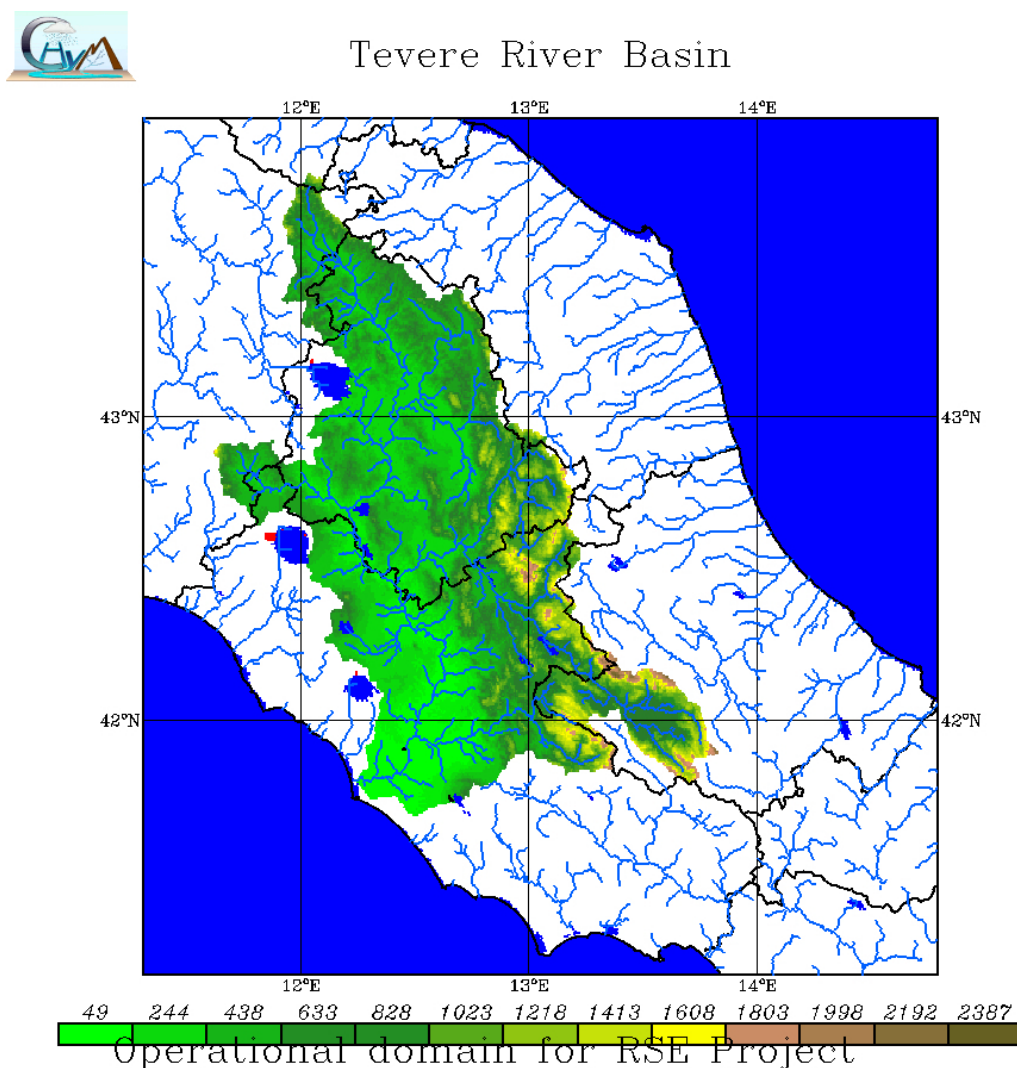 CHyM
Tevere River Basin
12°E 13°E 14°E
43°N 43°N
42°N 42°N
12°E 13°E 14°E
49 244 438 633 828 1023 1218 1413 1608 1803 1998 2192 2387
Operational domain for RSE Project